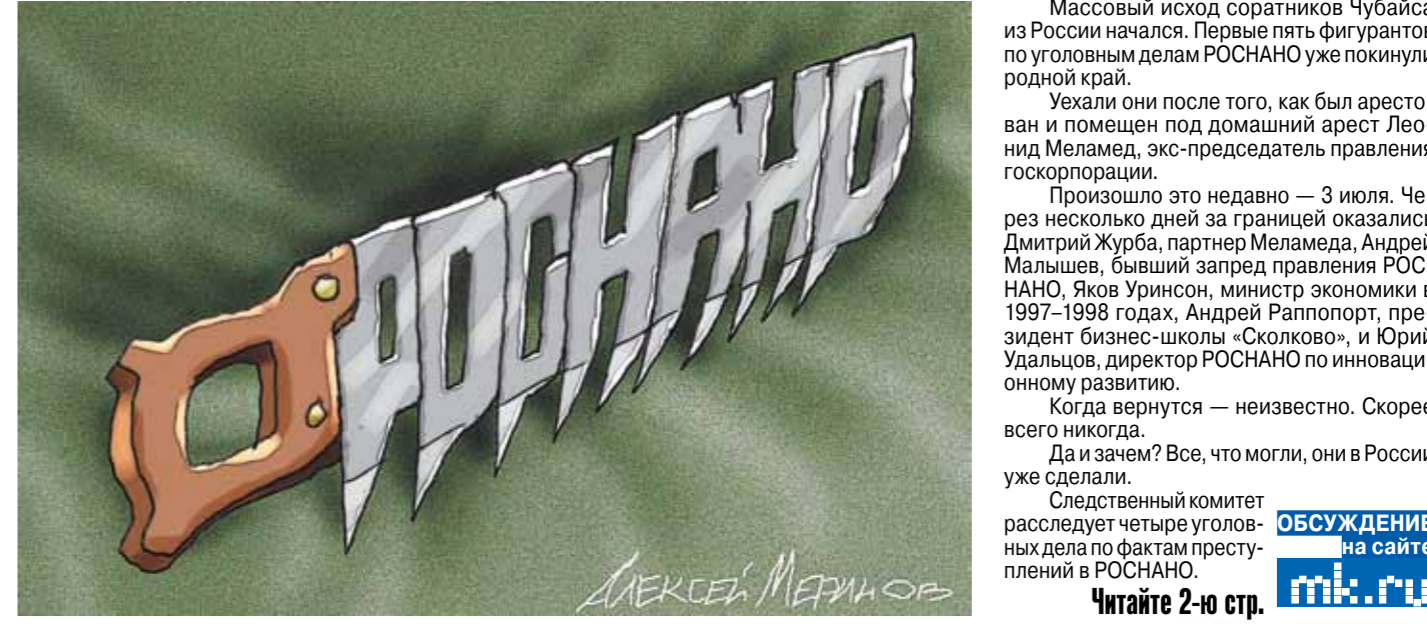 РОСНАНО
Алексей Меринов
Массовый исход соратников Чубайса
из России начался. Первые пять фигурантов
по уголовным делам РОСНАНО уже покинули
родной край.
Уехали они после того, как был аресто-
ван и помещен под домашний арест Лео-
нид Меламед, экс-председатель правления
госкорпорации.
Произошло это недавно — 3 июля. Че-
рез несколько дней за границей оказались
Дмитрий Журба, партнер Меламеда, Андрей
Малышев, бывший запред правления РОС-
НАНО, Яков Уринсон, министр экономики в
1997–1998 годах, Андрей Раппопорт, пре-
зидент бизнес-школы «Сколково», и Юрий
Удальцов, директор РОСНАНО по инноваци-
онному развитию.
Когда вернутся — неизвестно. Скорее
всего никогда.
Да и зачем? Все, что могли, они в России
уже сделали.
Следственный комитет
расследует четыре уголов-
ных дела по фактам престу-
плений в РОСНАНО.
Читайте 2-ю стр.
ОБСУЖДЕНИЕ
на сайте
mk.ru